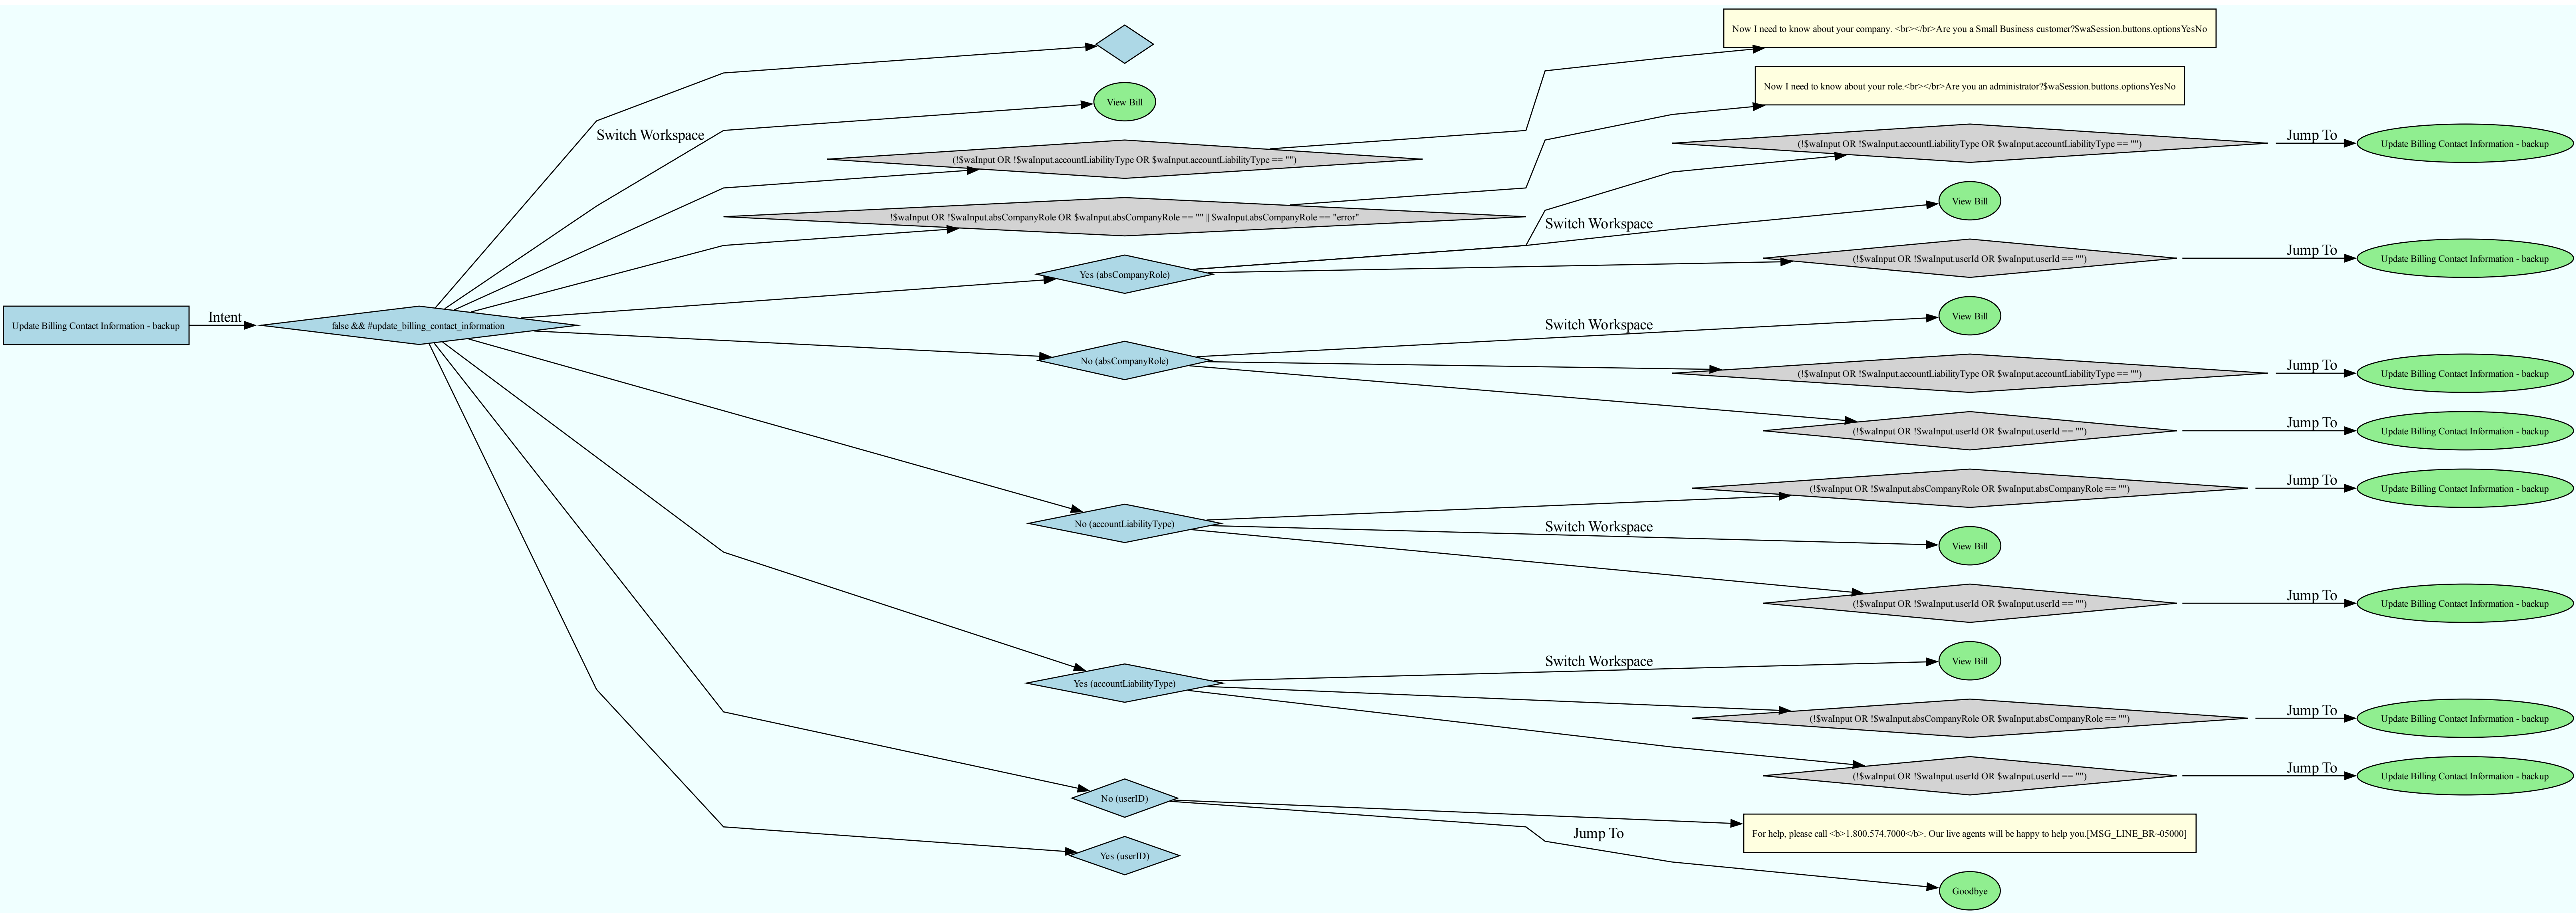 Update Billing Contact Information - backup
Intent
false && #update_billing_contact_information
Switch Workspace
View Bill
(!$waInput OR !$waInput.accountLiabilityType OR $waInput.accountLiabilityType == "")
!$waInput OR !$waInput.absCompanyRole OR $waInput.absCompanyRole == "" || $waInput.absCompanyRole == "error"
Yes (absCompanyRole)
No (absCompanyRole)
No (accountLiabilityType)
Yes (accountLiabilityType)
No (userID)
Yes (userID)
Now I need to know about your company. <br></br>Are you a Small Business customer?$waSession.buttons.optionsYesNo
Now I need to know about your role.<br></br>Are you an administrator?$waSession.buttons.optionsYesNo
(!$waInput OR !$waInput.accountLiabilityType OR $waInput.accountLiabilityType == "")
Jump To
Update Billing Contact Information - backup
Switch Workspace
View Bill
(!$waInput OR !$waInput.userId OR $waInput.userId == "")
Jump To
Update Billing Contact Information - backup
Switch Workspace
View Bill
(!$waInput OR !$waInput.accountLiabilityType OR $waInput.accountLiabilityType == "")
Jump To
Update Billing Contact Information - backup
(!$waInput OR !$waInput.userId OR $waInput.userId == "")
Jump To
Update Billing Contact Information - backup
(!$waInput OR !$waInput.absCompanyRole OR $waInput.absCompanyRole == "")
Jump To
Update Billing Contact Information - backup
Switch Workspace
View Bill
(!$waInput OR !$waInput.userId OR $waInput.userId == "")
Jump To
Update Billing Contact Information - backup
Switch Workspace
View Bill
(!$waInput OR !$waInput.absCompanyRole OR $waInput.absCompanyRole == "")
Jump To
Update Billing Contact Information - backup
(!$waInput OR !$waInput.userId OR $waInput.userId == "")
Jump To
Update Billing Contact Information - backup
For help, please call <b>1.800.574.7000</b>. Our live agents will be happy to help you.[MSG_LINE_BR~05000]
Jump To
Goodbye